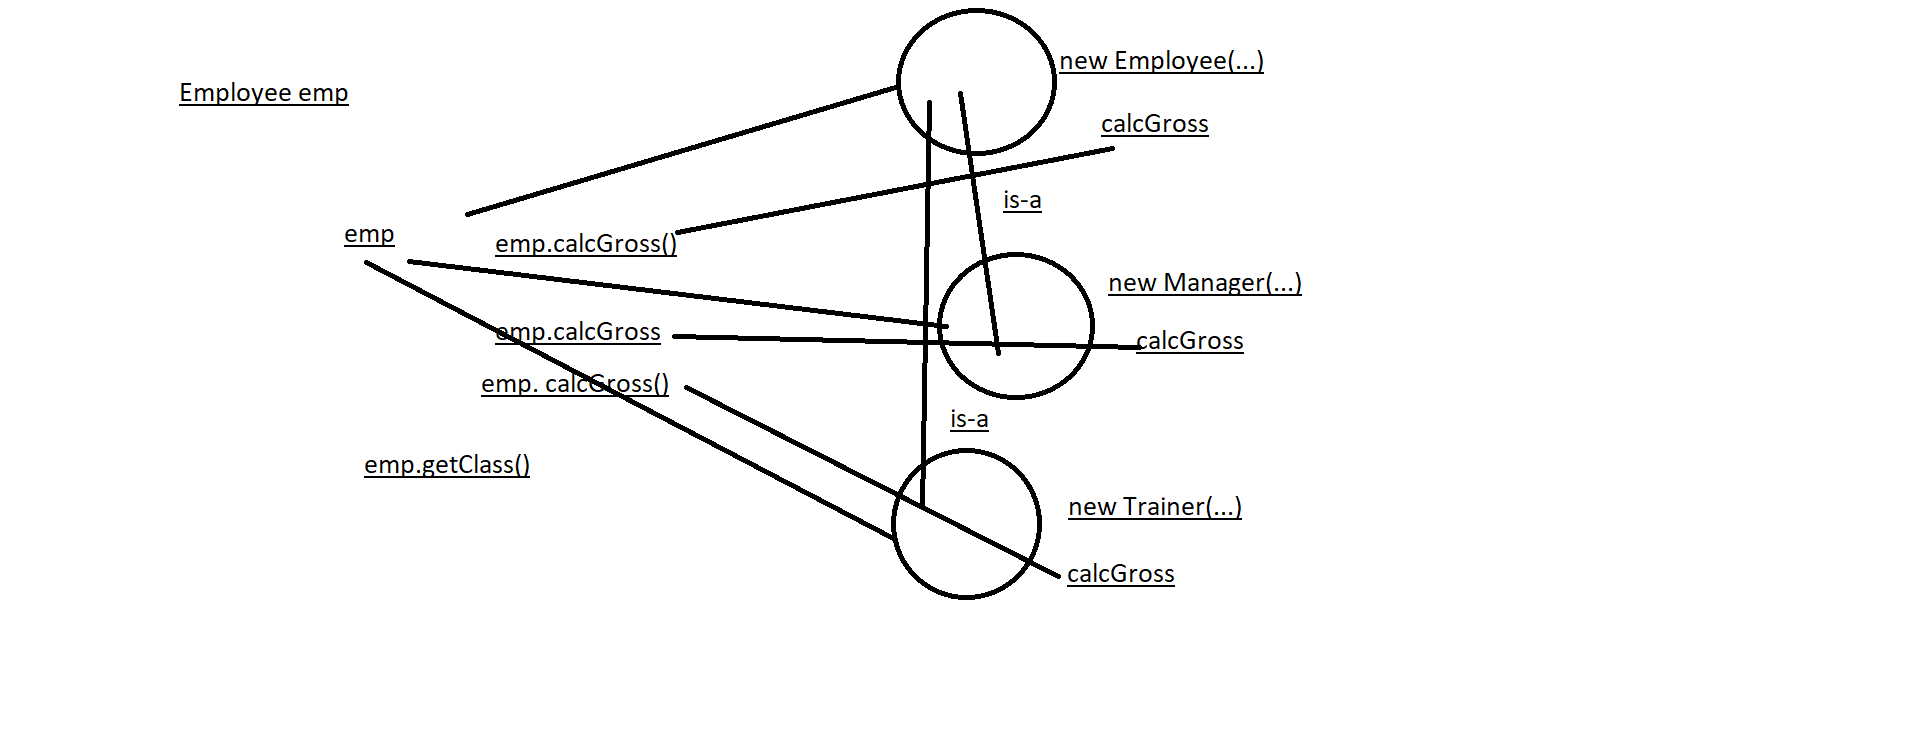 new Employee(...)
Employee emp
calcGross
is-a
emp
emp.calcGross()
new Manager(...)
emp.calcGross
calcGross
emp. calcGross()
is-a
emp.getClass()
new Trainer(...)
calcGross